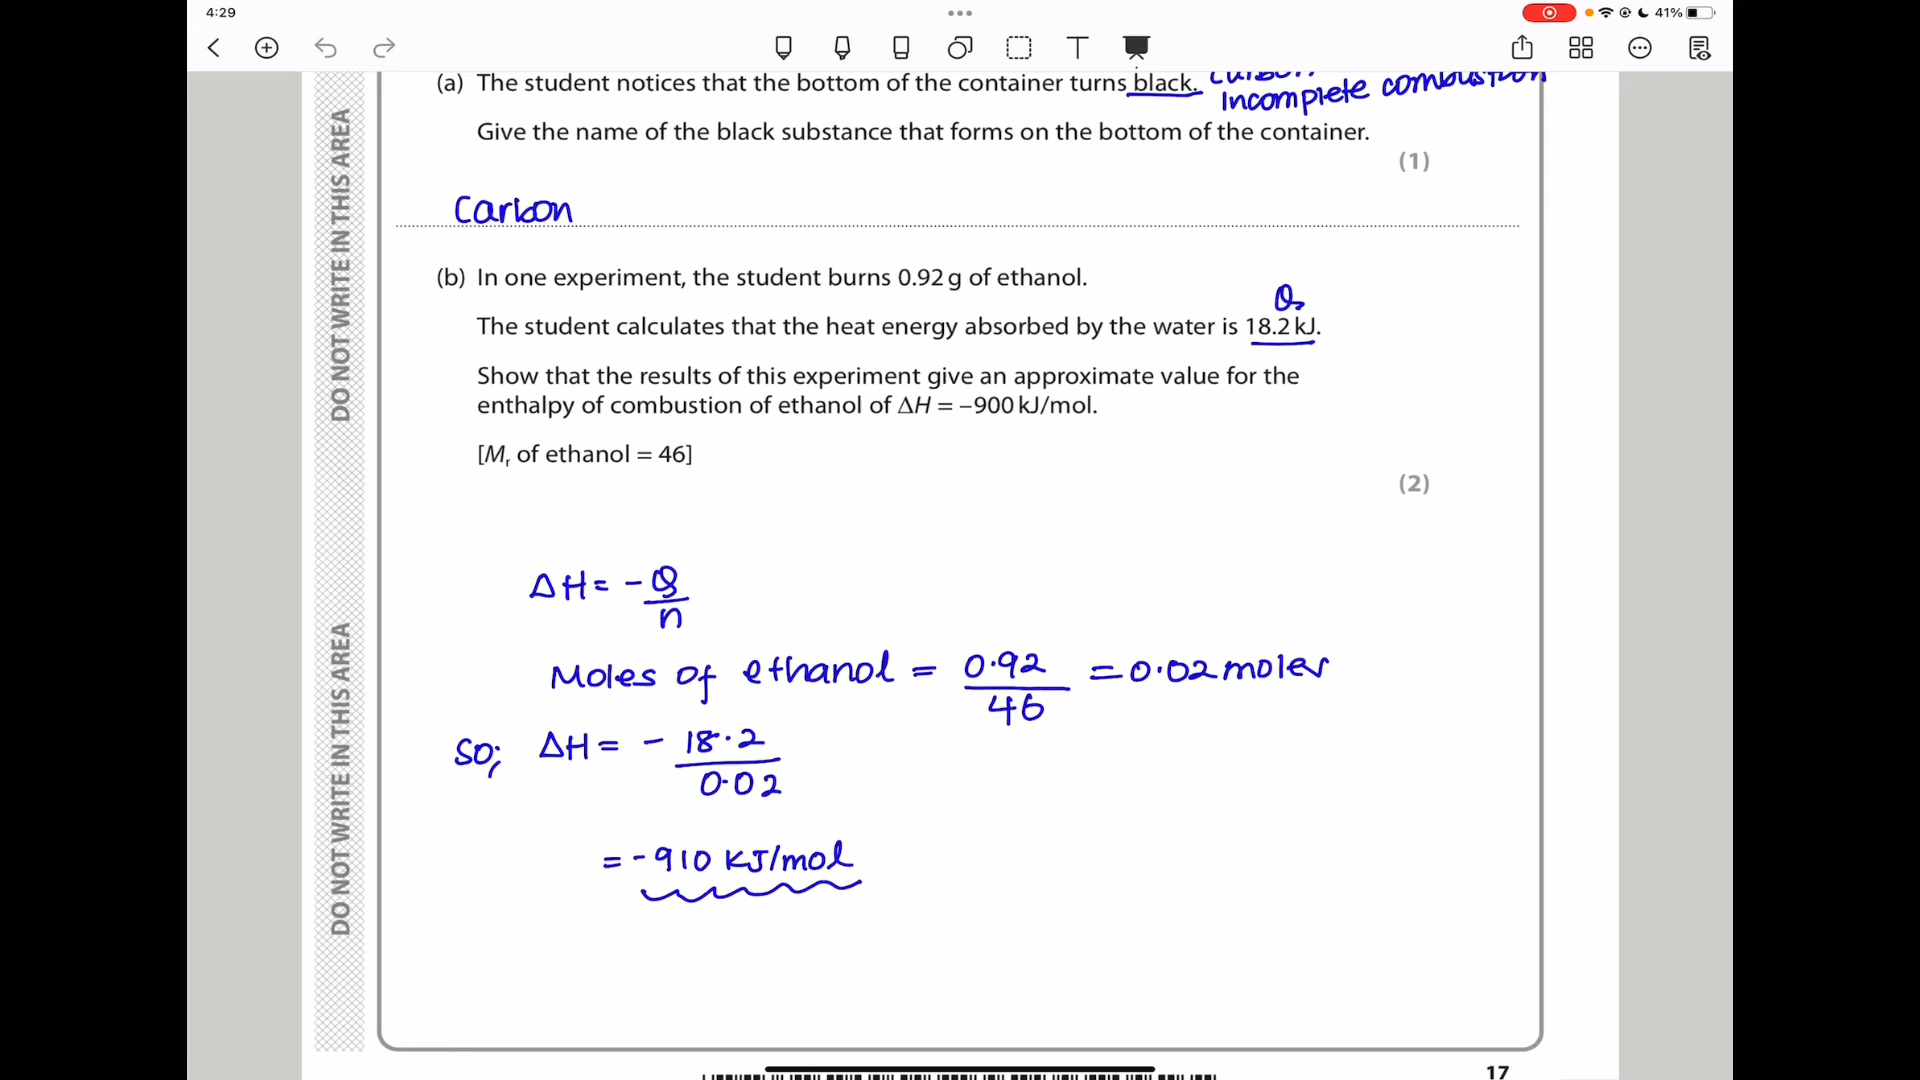 4:29
41%
(a) The student notices that the bottom of the container turns black.
Incomplete combustion
Give the name of the black substance that forms on the bottom of the container.
(1)
Carbon
(b) In one experiment, the student burns 0.92 g of ethanol.
Q
The student calculates that the heat energy absorbed by the water is 18.2 kJ.
Show that the results of this experiment give an approximate value for the
enthalpy of combustion of ethanol of ΔH = –900 kJ/mol.
[Mr of ethanol = 46]
(2)
ΔH = - Q/n
Moles of ethanol = 0.92/46 = 0.02 moles
So; ΔH = - 18.2/0.02
= -910 KJ/mol
DO NOT WRITE IN THIS AREA
DO NOT WRITE IN THIS AREA
17